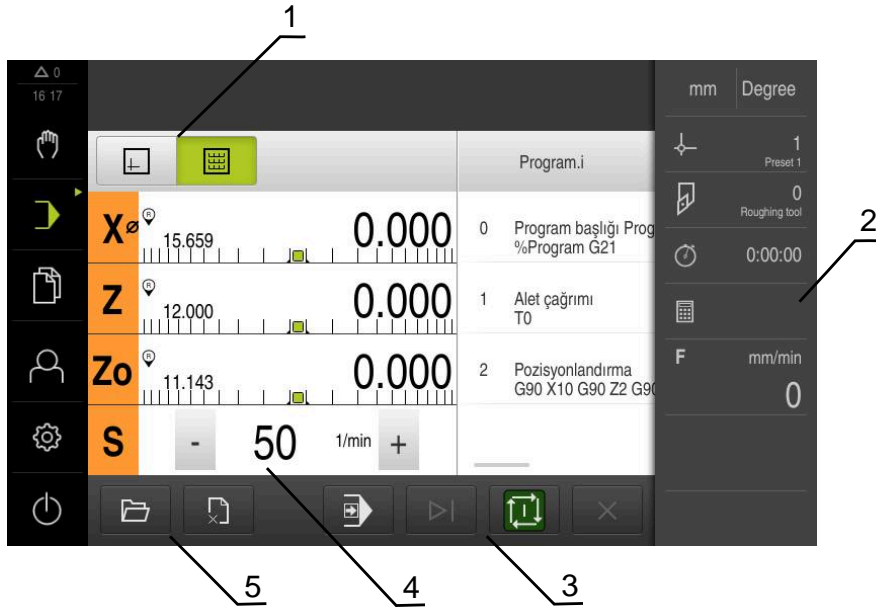 1
0
16 17
mm Degree
1
Preset 1
Program.i
X⌀ R 15.659 0.000
0 Program başlığı Prog
%Program G21
0
Roughing tool
2
0:00:00
Z R 12.000 0.000
1 Alet çağrımı
T0
Zo R 11.143 0.000
2 Pozisyonlandırma
G90 X10 G90 Z2 G90
F mm/min
0
S - 50 1/min +
5 4 3